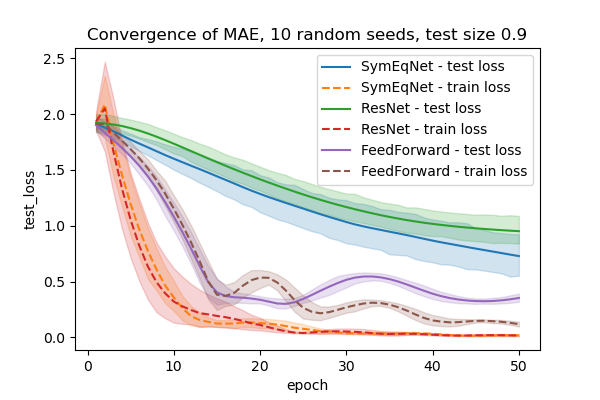 Convergence of MAE, 10 random seeds, test size 0.9
2.5
2.0
1.5
1.0
0.5
0.0
test_loss
SymEqNet - test loss
SymEqNet - train loss
ResNet - test loss
ResNet - train loss
FeedForward - test loss
FeedForward - train loss
0 10 20 30 40 50
epoch